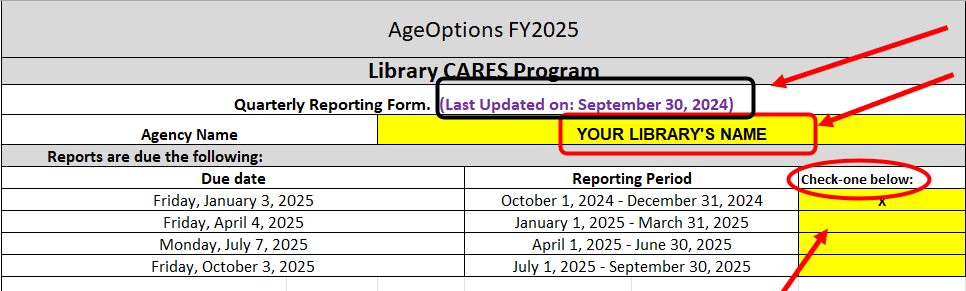 AgeOptions FY2025
Library CARES Program
Quarterly Reporting Form. (Last Updated on: September 30, 2024)
Agency Name YOUR LIBRARY'S NAME
Reports are due the following:
Due date Reporting Period Check-one below:
Friday, January 3, 2025 October 1, 2024 - December 31, 2024 x
Friday, April 4, 2025 January 1, 2025 - March 31, 2025
Monday, July 7, 2025 April 1, 2025 - June 30, 2025
Friday, October 3, 2025 July 1, 2025 - September 30, 2025